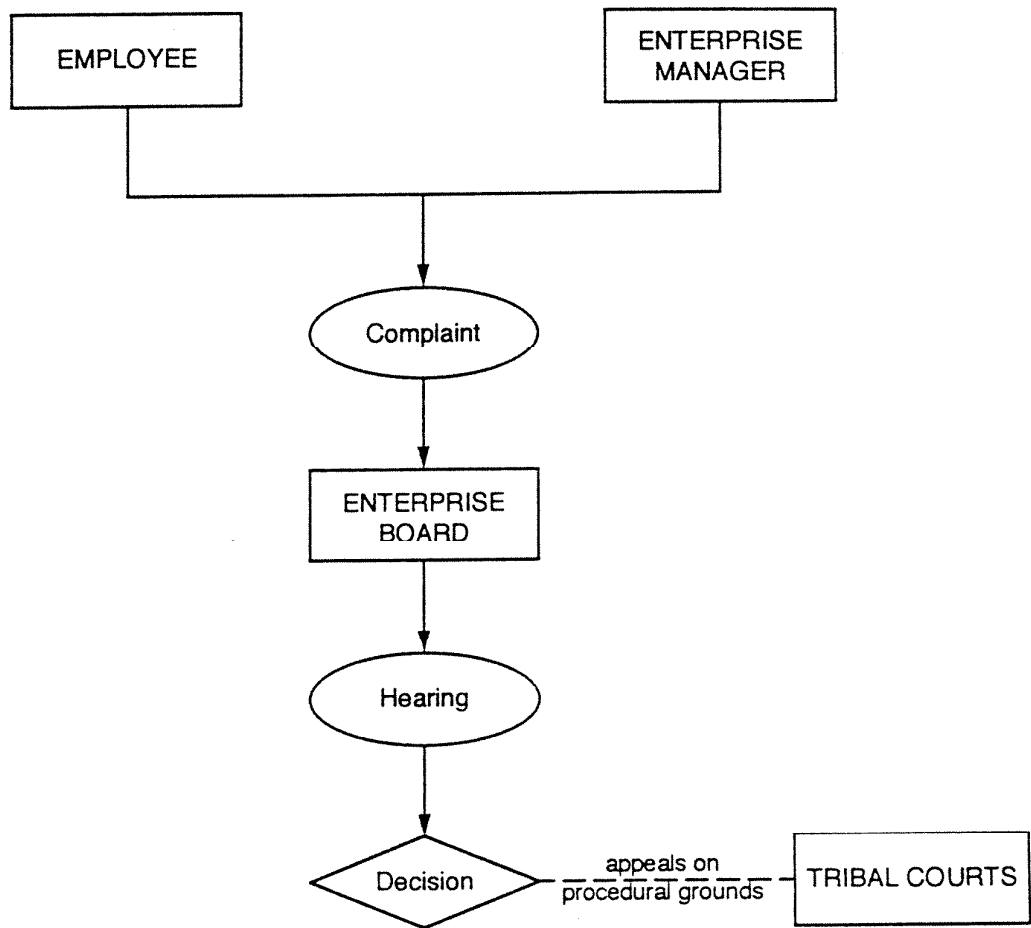 EMPLOYEE
ENTERPRISE
MANAGER
Complaint
ENTERPRISE
BOARD
Hearing
Decision
appeals on
procedural grounds
TRIBAL COURTS